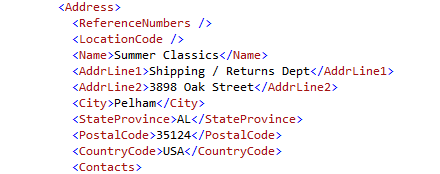 <Address>
<ReferenceNumbers />
<LocationCode />
<Name>Summer Classics</Name>
<AddrLine1>Shipping / Returns Dept</AddrLine1>
<AddrLine2>3898 Oak Street</AddrLine2>
<City>Pelham</City>
<StateProvince>AL</StateProvince>
<PostalCode>35124</PostalCode>
<CountryCode>USA</CountryCode>
<Contacts>